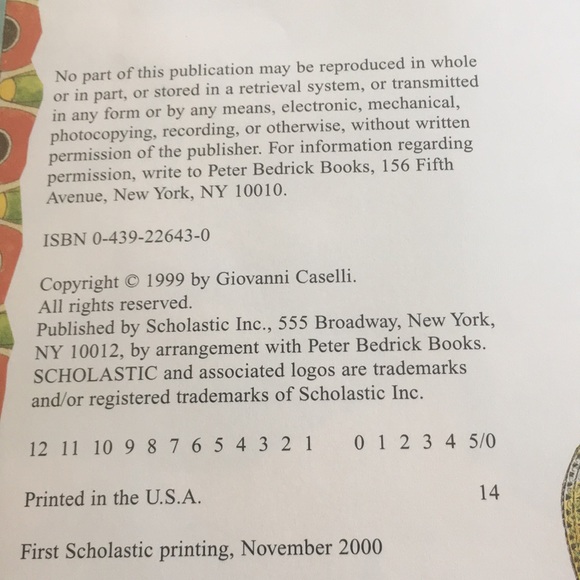 No part of this publication may be reproduced in whole
or in part, or stored in a retrieval system, or transmitted
in any form or by any means, electronic, mechanical,
photocopying, recording, or otherwise, without written
permission of the publisher. For information regarding
permission, write to Peter Bedrick Books, 156 Fifth
Avenue, New York, NY 10010.
ISBN 0-439-22643-0
Copyright © 1999 by Giovanni Caselli.
All rights reserved.
Published by Scholastic Inc., 555 Broadway, New York,
NY 10012, by arrangement with Peter Bedrick Books.
SCHOLASTIC and associated logos are trademarks
and/or registered trademarks of Scholastic Inc.
12 11 10 9 8 7 6 5 4 3 2 1 0 1 2 3 4 5/0
Printed in the U.S.A. 14
First Scholastic printing, November 2000